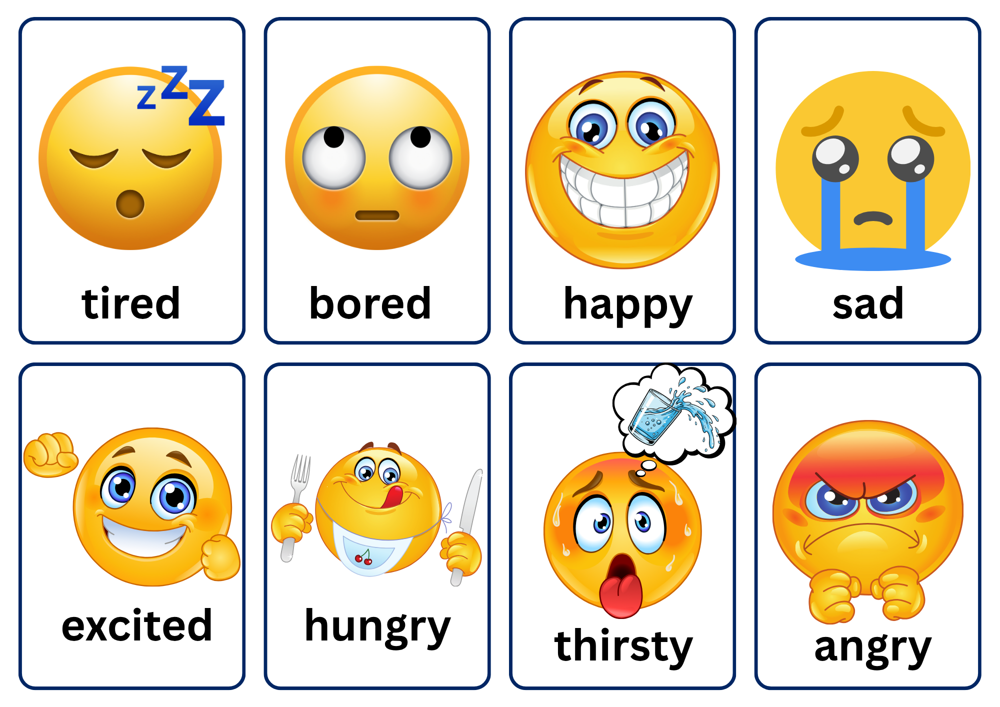 z z z
tired
bored
happy
sad
excited
hungry
thirsty
angry